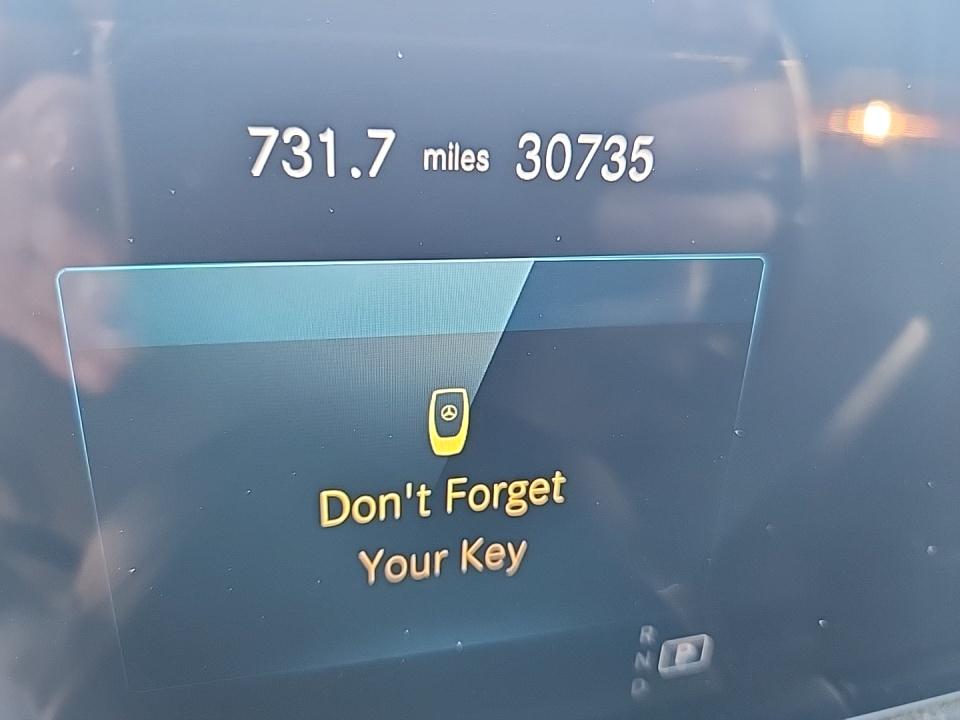 731.7 miles 30735
Don't Forget
Your Key
R
N P
D